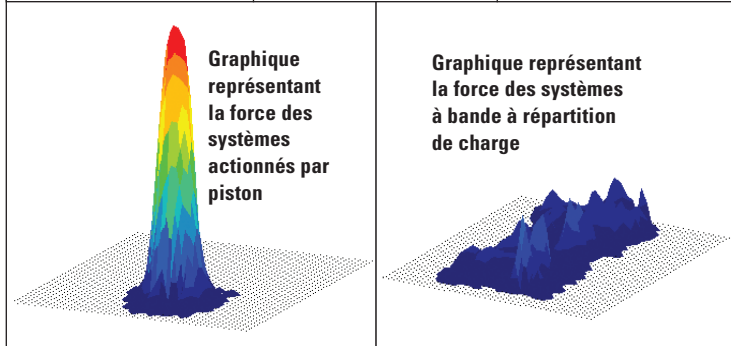 Graphique
représentant
la force des
systèmes
actionnés par
piston
Graphique représentant
la force des systèmes
à bande à répartition
de charge